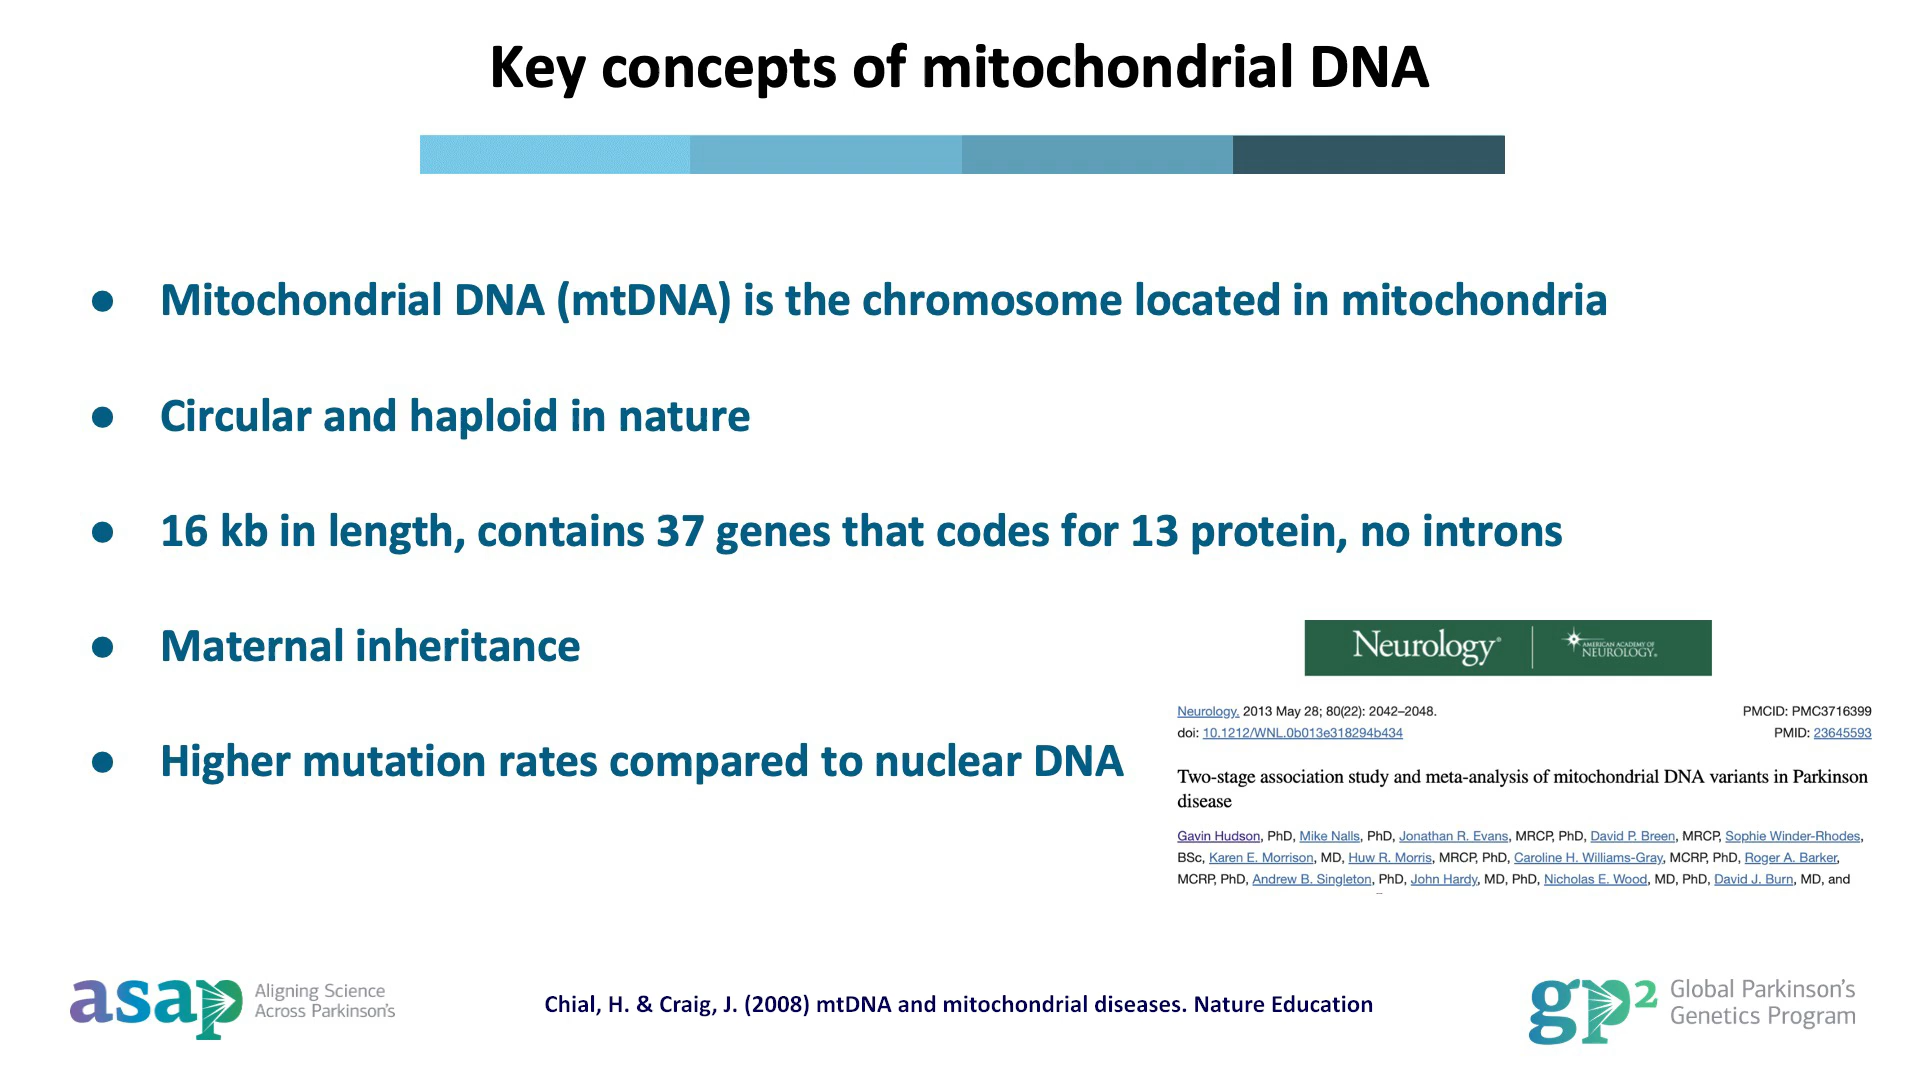 Key concepts of mitochondrial DNA
● Mitochondrial DNA (mtDNA) is the chromosome located in mitochondria
● Circular and haploid in nature
● 16 kb in length, contains 37 genes that codes for 13 protein, no introns
● Maternal inheritance
● Higher mutation rates compared to nuclear DNA
Neurology® | AMERICAN ACADEMY OF
NEUROLOGY.
Neurology. 2013 May 28; 80(22): 2042–2048. PMCID: PMC3716399
doi: 10.1212/WNL.0b013e318294b434 PMID: 23645593
Two-stage association study and meta-analysis of mitochondrial DNA variants in Parkinson
disease
Gavin Hudson, PhD, Mike Nalls, PhD, Jonathan R. Evans, MRCP, PhD, David P. Breen, MRCP, Sophie Winder-Rhodes,
BSc, Karen E. Morrison, MD, Huw R. Morris, MRCP, PhD, Caroline H. Williams-Gray, MCRP, PhD, Roger A. Barker,
MCRP, PhD, Andrew B. Singleton, PhD, John Hardy, MD, PhD, Nicholas E. Wood, MD, PhD, David J. Burn, MD, and
asap Aligning Science
Across Parkinson's
Chial, H. & Craig, J. (2008) mtDNA and mitochondrial diseases. Nature Education
gp2 Global Parkinson's
Genetics Program